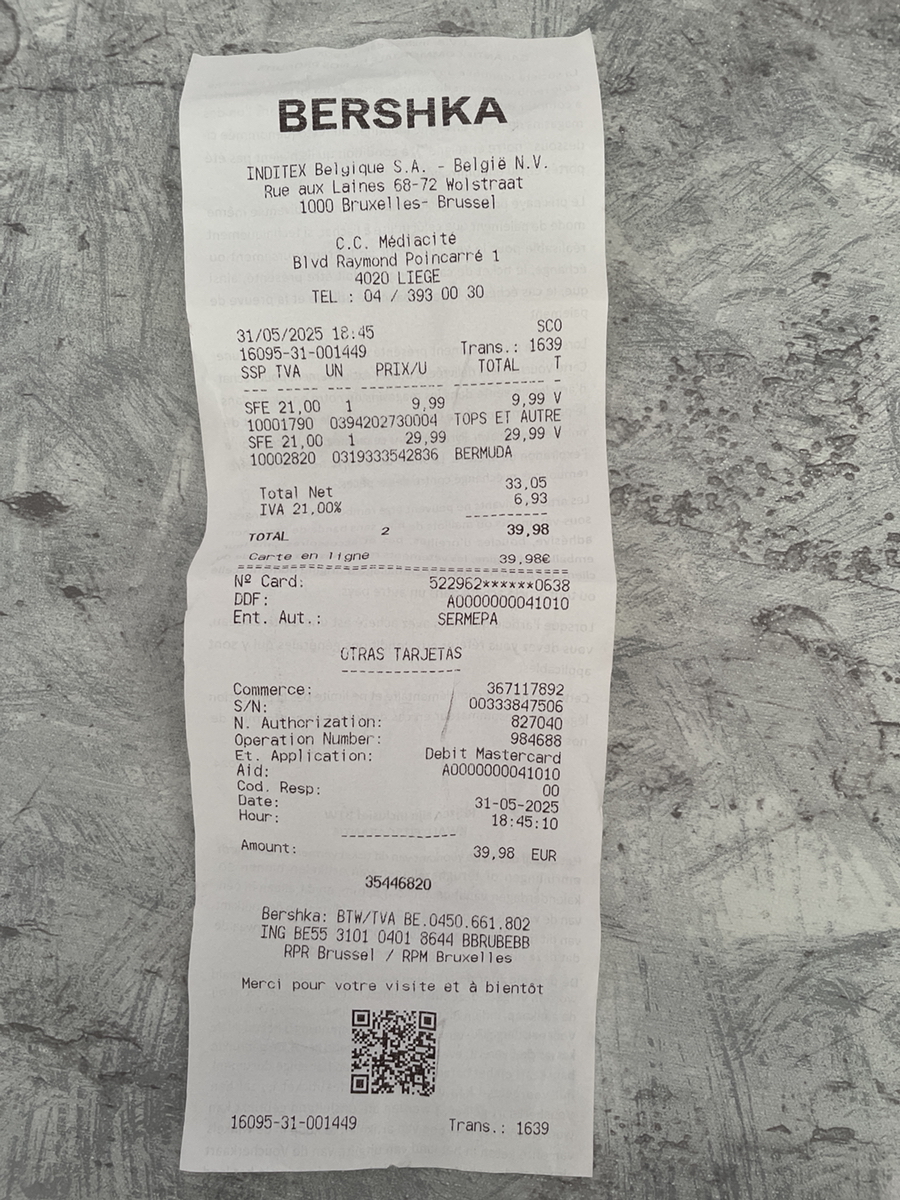 BERSHKA
INDITEX Belgique S.A. - België N.V.
Rue aux Laines 68-72 Wolstraat
1000 Bruxelles- Brussel
C.C. Médiacité
Blvd Raymond Poincarré 1
4020 LIEGE
TEL : 04 / 393 00 30
31/05/2025 18:45 SCO
16095-31-001449 Trans.: 1639
SSP TVA UN PRIX/U TOTAL T
SFE 21,00 1 9,99 9,99 V
10001790 0394202730004 TOPS ET AUTRE
SFE 21,00 1 29,99 29,99 V
10002820 0319333542836 BERMUDA
Total Net 33,05
IVA 21,00% 6,93
TOTAL 2 39,98
Carte en ligne 39,98€
Nº Card: 522962******0638
DDF: A0000000041010
Ent. Aut.: SERMEPA
OTRAS TARJETAS
Commerce: 367117892
S/N: 00333847506
N. Authorization: 827040
Operation Number: 984688
Et. Application: Debit Mastercard
Aid: A0000000041010
Cod. Resp: 00
Date: 31-05-2025
Hour: 18:45:10
Amount: 39,98 EUR
35446820
Bershka: BTW/TVA BE.0450.661.802
ING BE55 3101 0401 8644 BBRUBEBB
RPR Brussel / RPM Bruxelles
Merci pour votre visite et à bientôt
16095-31-001449 Trans.: 1639